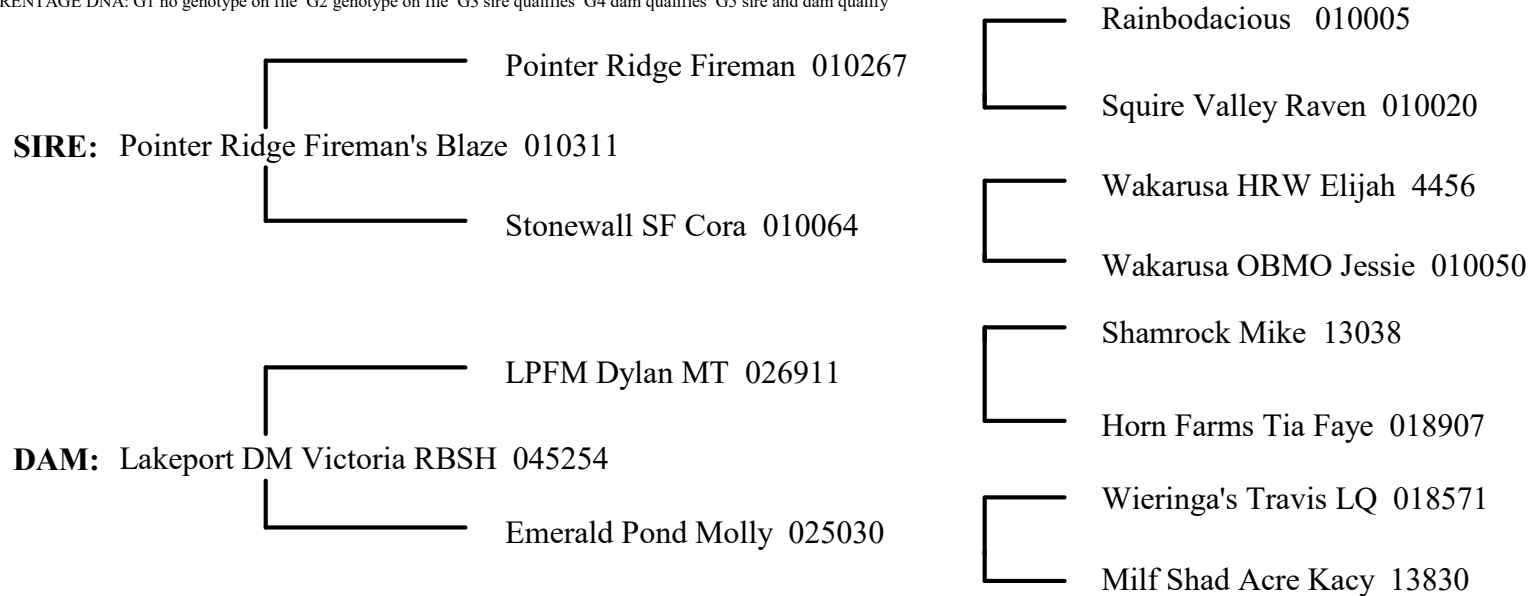 PARENTAGE DNA: G1 no genotype on file G2 genotype on file G3 sire qualifies G4 dam qualifies G5 sire and dam qualify
Rainbodacious 010005
Pointer Ridge Fireman 010267
Squire Valley Raven 010020
SIRE: Pointer Ridge Fireman's Blaze 010311
Wakarusa HRW Elijah 4456
Stonewall SF Cora 010064
Wakarusa OBMO Jessie 010050
Shamrock Mike 13038
LPFM Dylan MT 026911
Horn Farms Tia Faye 018907
DAM: Lakeport DM Victoria RBSH 045254
Wieringa's Travis LQ 018571
Emerald Pond Molly 025030
Milf Shad Acre Kacy 13830